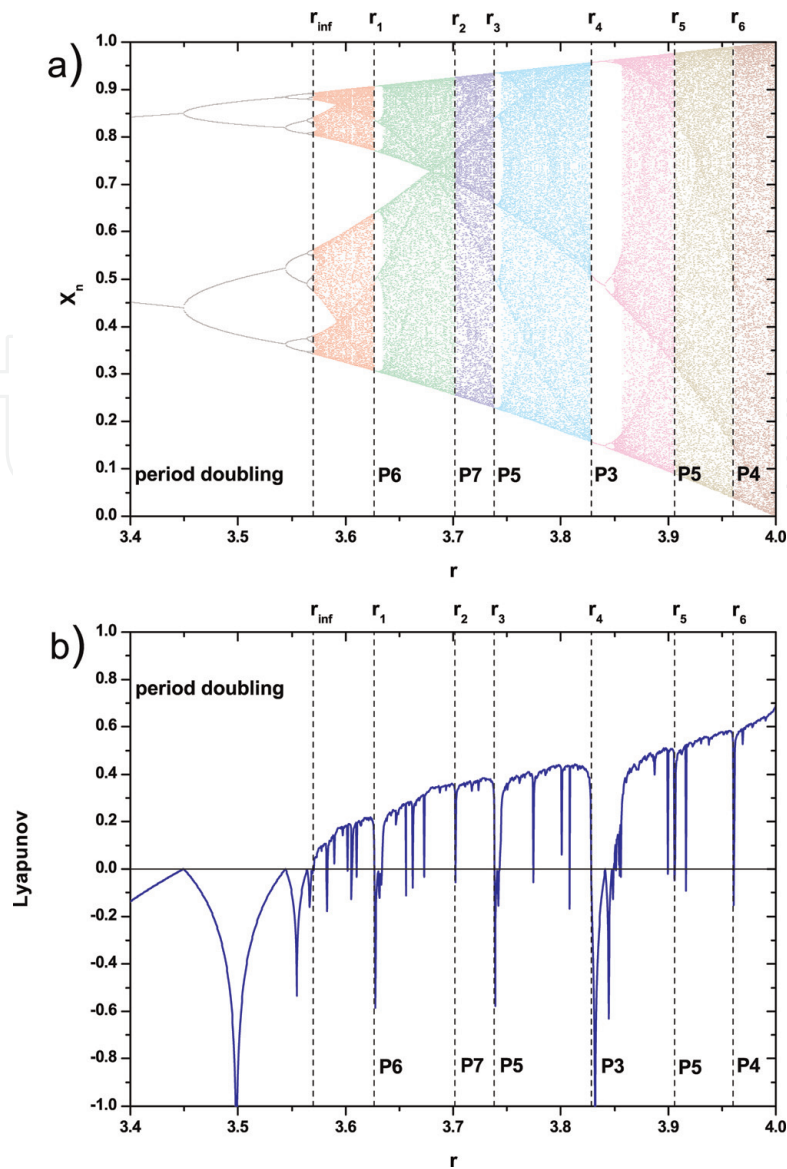 r_inf r_1 r_2 r_3 r_4 r_5 r_6
a)
1.0
0.9
0.8
0.7
0.6
0.5
0.4
0.3
0.2
0.1
0.0
X_n
period doubling P6 P7 P5 P3 P5 P4
3.4 3.5 3.6 3.7 3.8 3.9 4.0
r
r_inf r_1 r_2 r_3 r_4 r_5 r_6
b)
1.0
0.8
0.6
0.4
0.2
0.0
-0.2
-0.4
-0.6
-0.8
-1.0
Lyapunov
period doubling
P6 P7 P5 P3 P5 P4
3.4 3.5 3.6 3.7 3.8 3.9 4.0
r